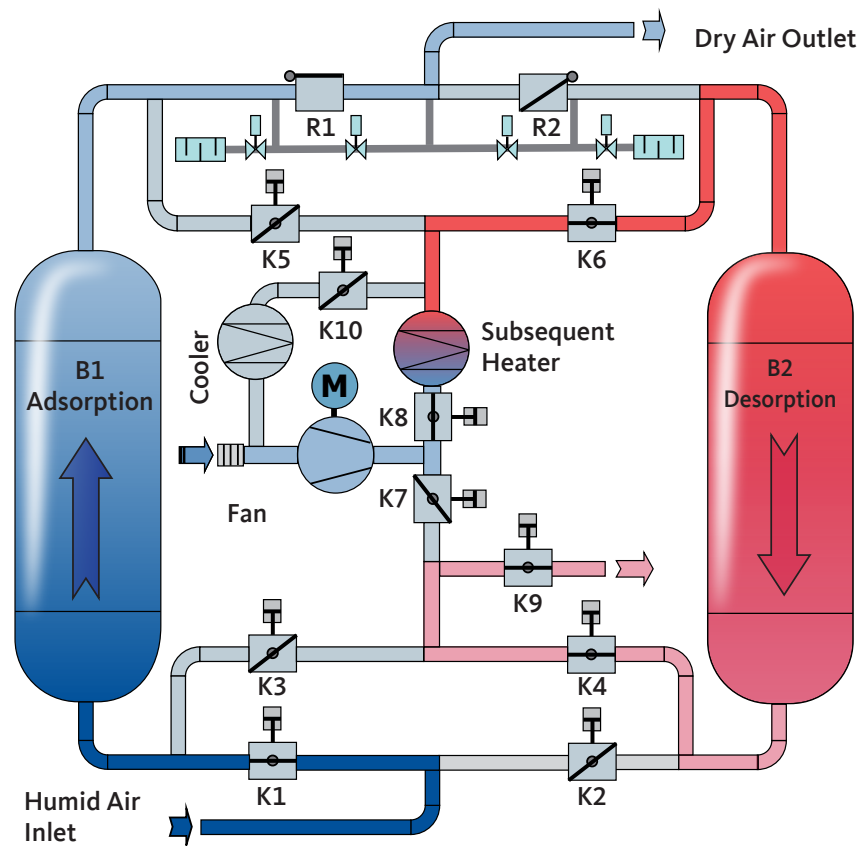 Dry Air Outlet
R1
R2
K5
K6
K10
Cooler
Subsequent
Heater
M
B1
Adsorption
B2
Desorption
K8
K7
Fan
K9
K3
K4
K1
K2
Humid Air
Inlet